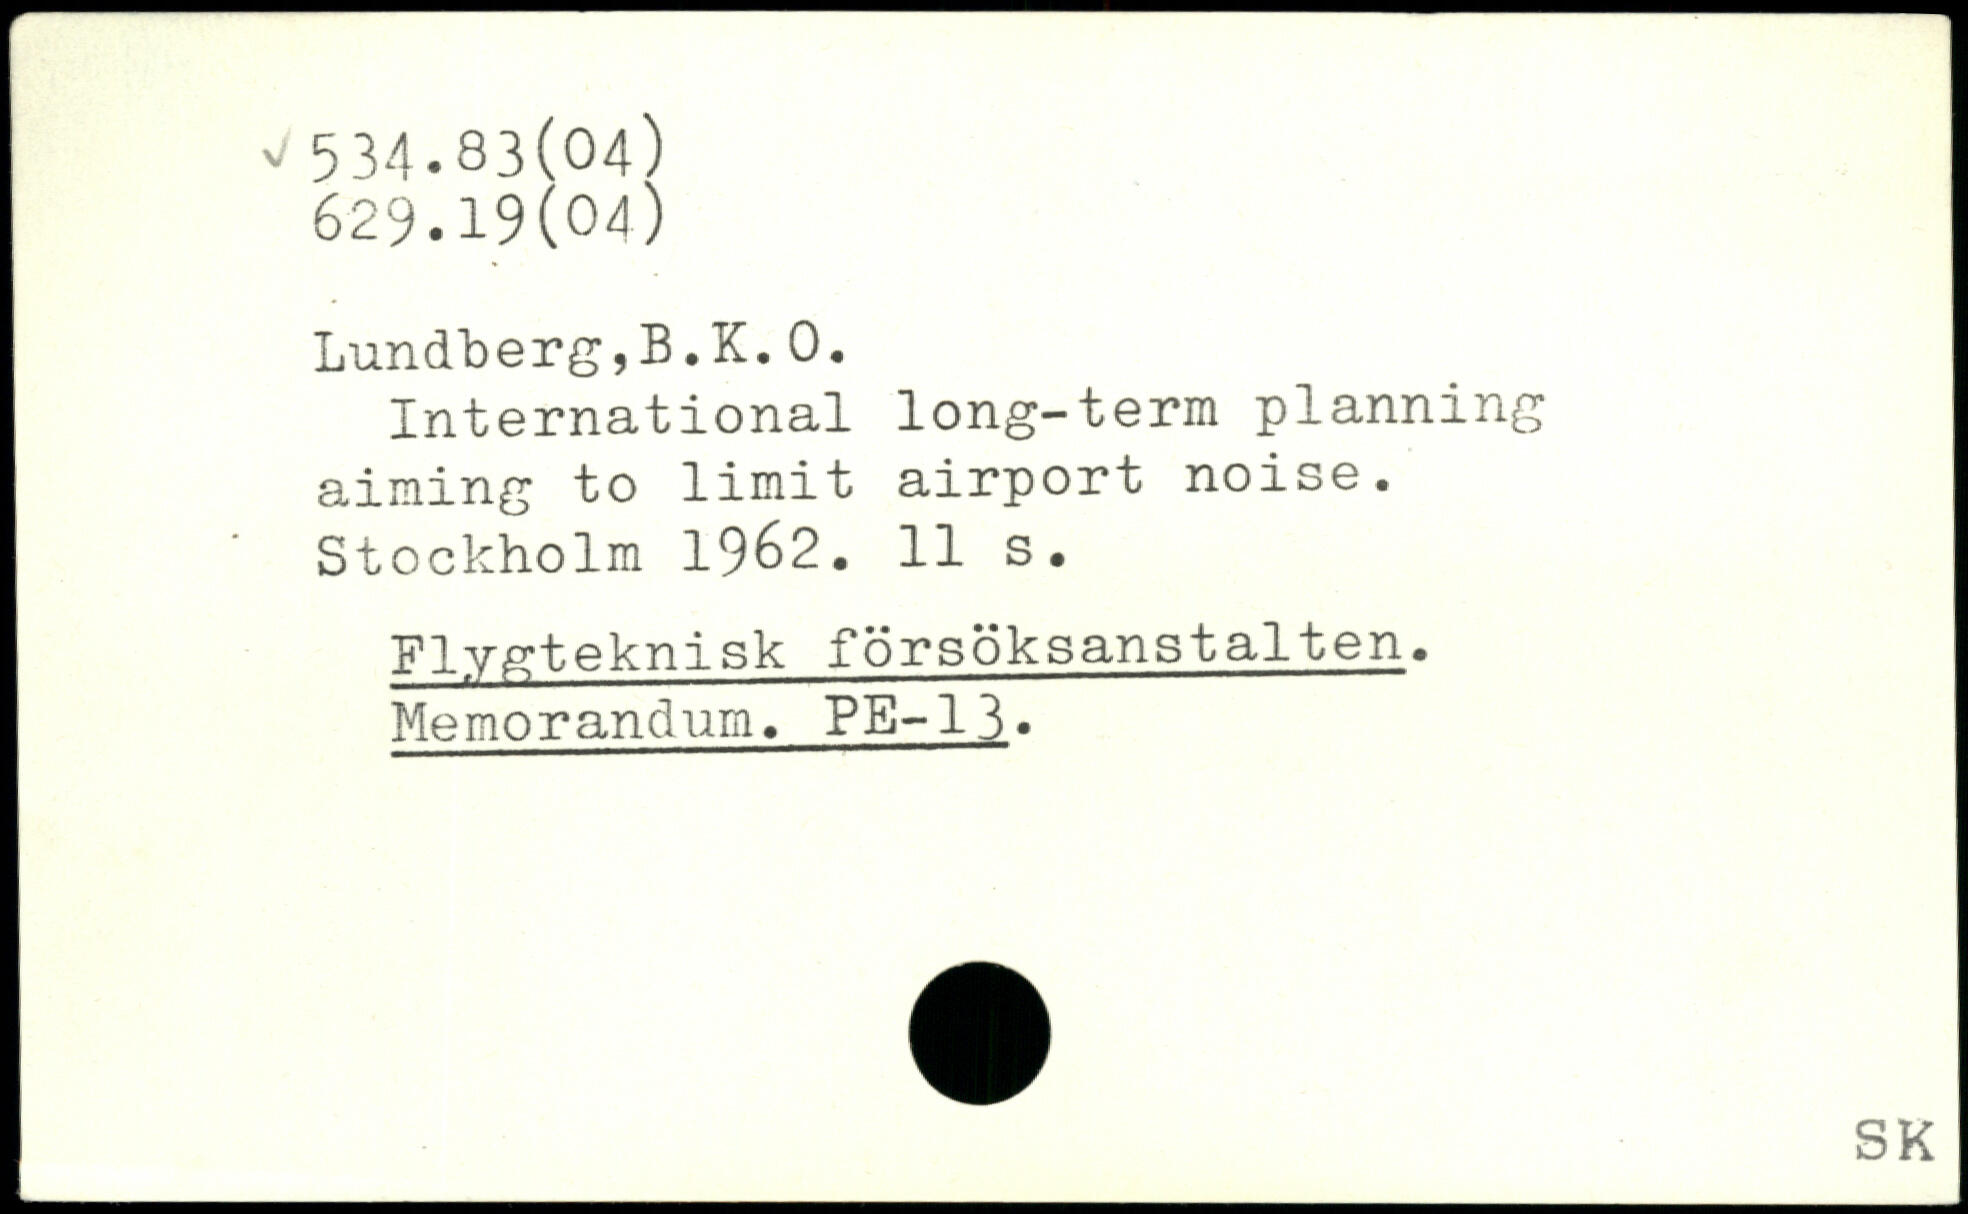 ✓ 534.83(04)
629.19(04)
Lundberg,B.K.O.
International long-term planning
aiming to limit airport noise.
Stockholm 1962. 11 s.
Flygteknisk försöksanstalten.
Memorandum. PE-13.
SK